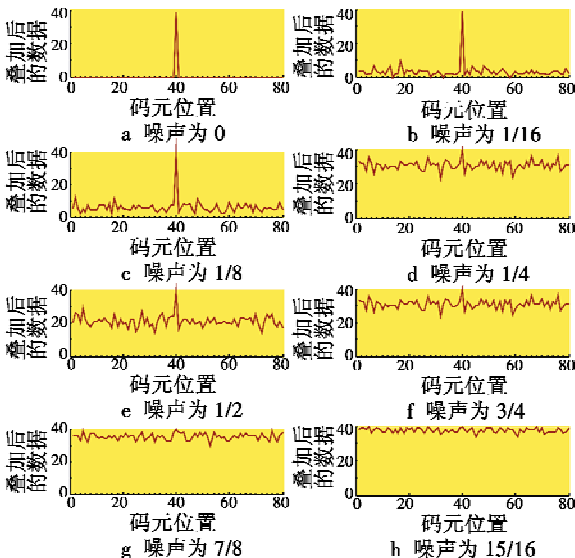 叠加后的数据
40
20
0
0 20 40 60 80
码元位置
a 噪声为 0
叠加后的数据
40
20
0
0 20 40 60 80
码元位置
b 噪声为 1/16
叠加后的数据
40
20
0
0 20 40 60 80
码元位置
c 噪声为 1/8
叠加后的数据
40
20
0
0 20 40 60 80
码元位置
d 噪声为 1/4
叠加后的数据
40
20
0
0 20 40 60 80
码元位置
e 噪声为 1/2
叠加后的数据
40
20
0
0 20 40 60 80
码元位置
f 噪声为 3/4
叠加后的数据
40
20
0
0 20 40 60 80
码元位置
g 噪声为 7/8
叠加后的数据
40
20
0
0 20 40 60 80
码元位置
h 噪声为 15/16